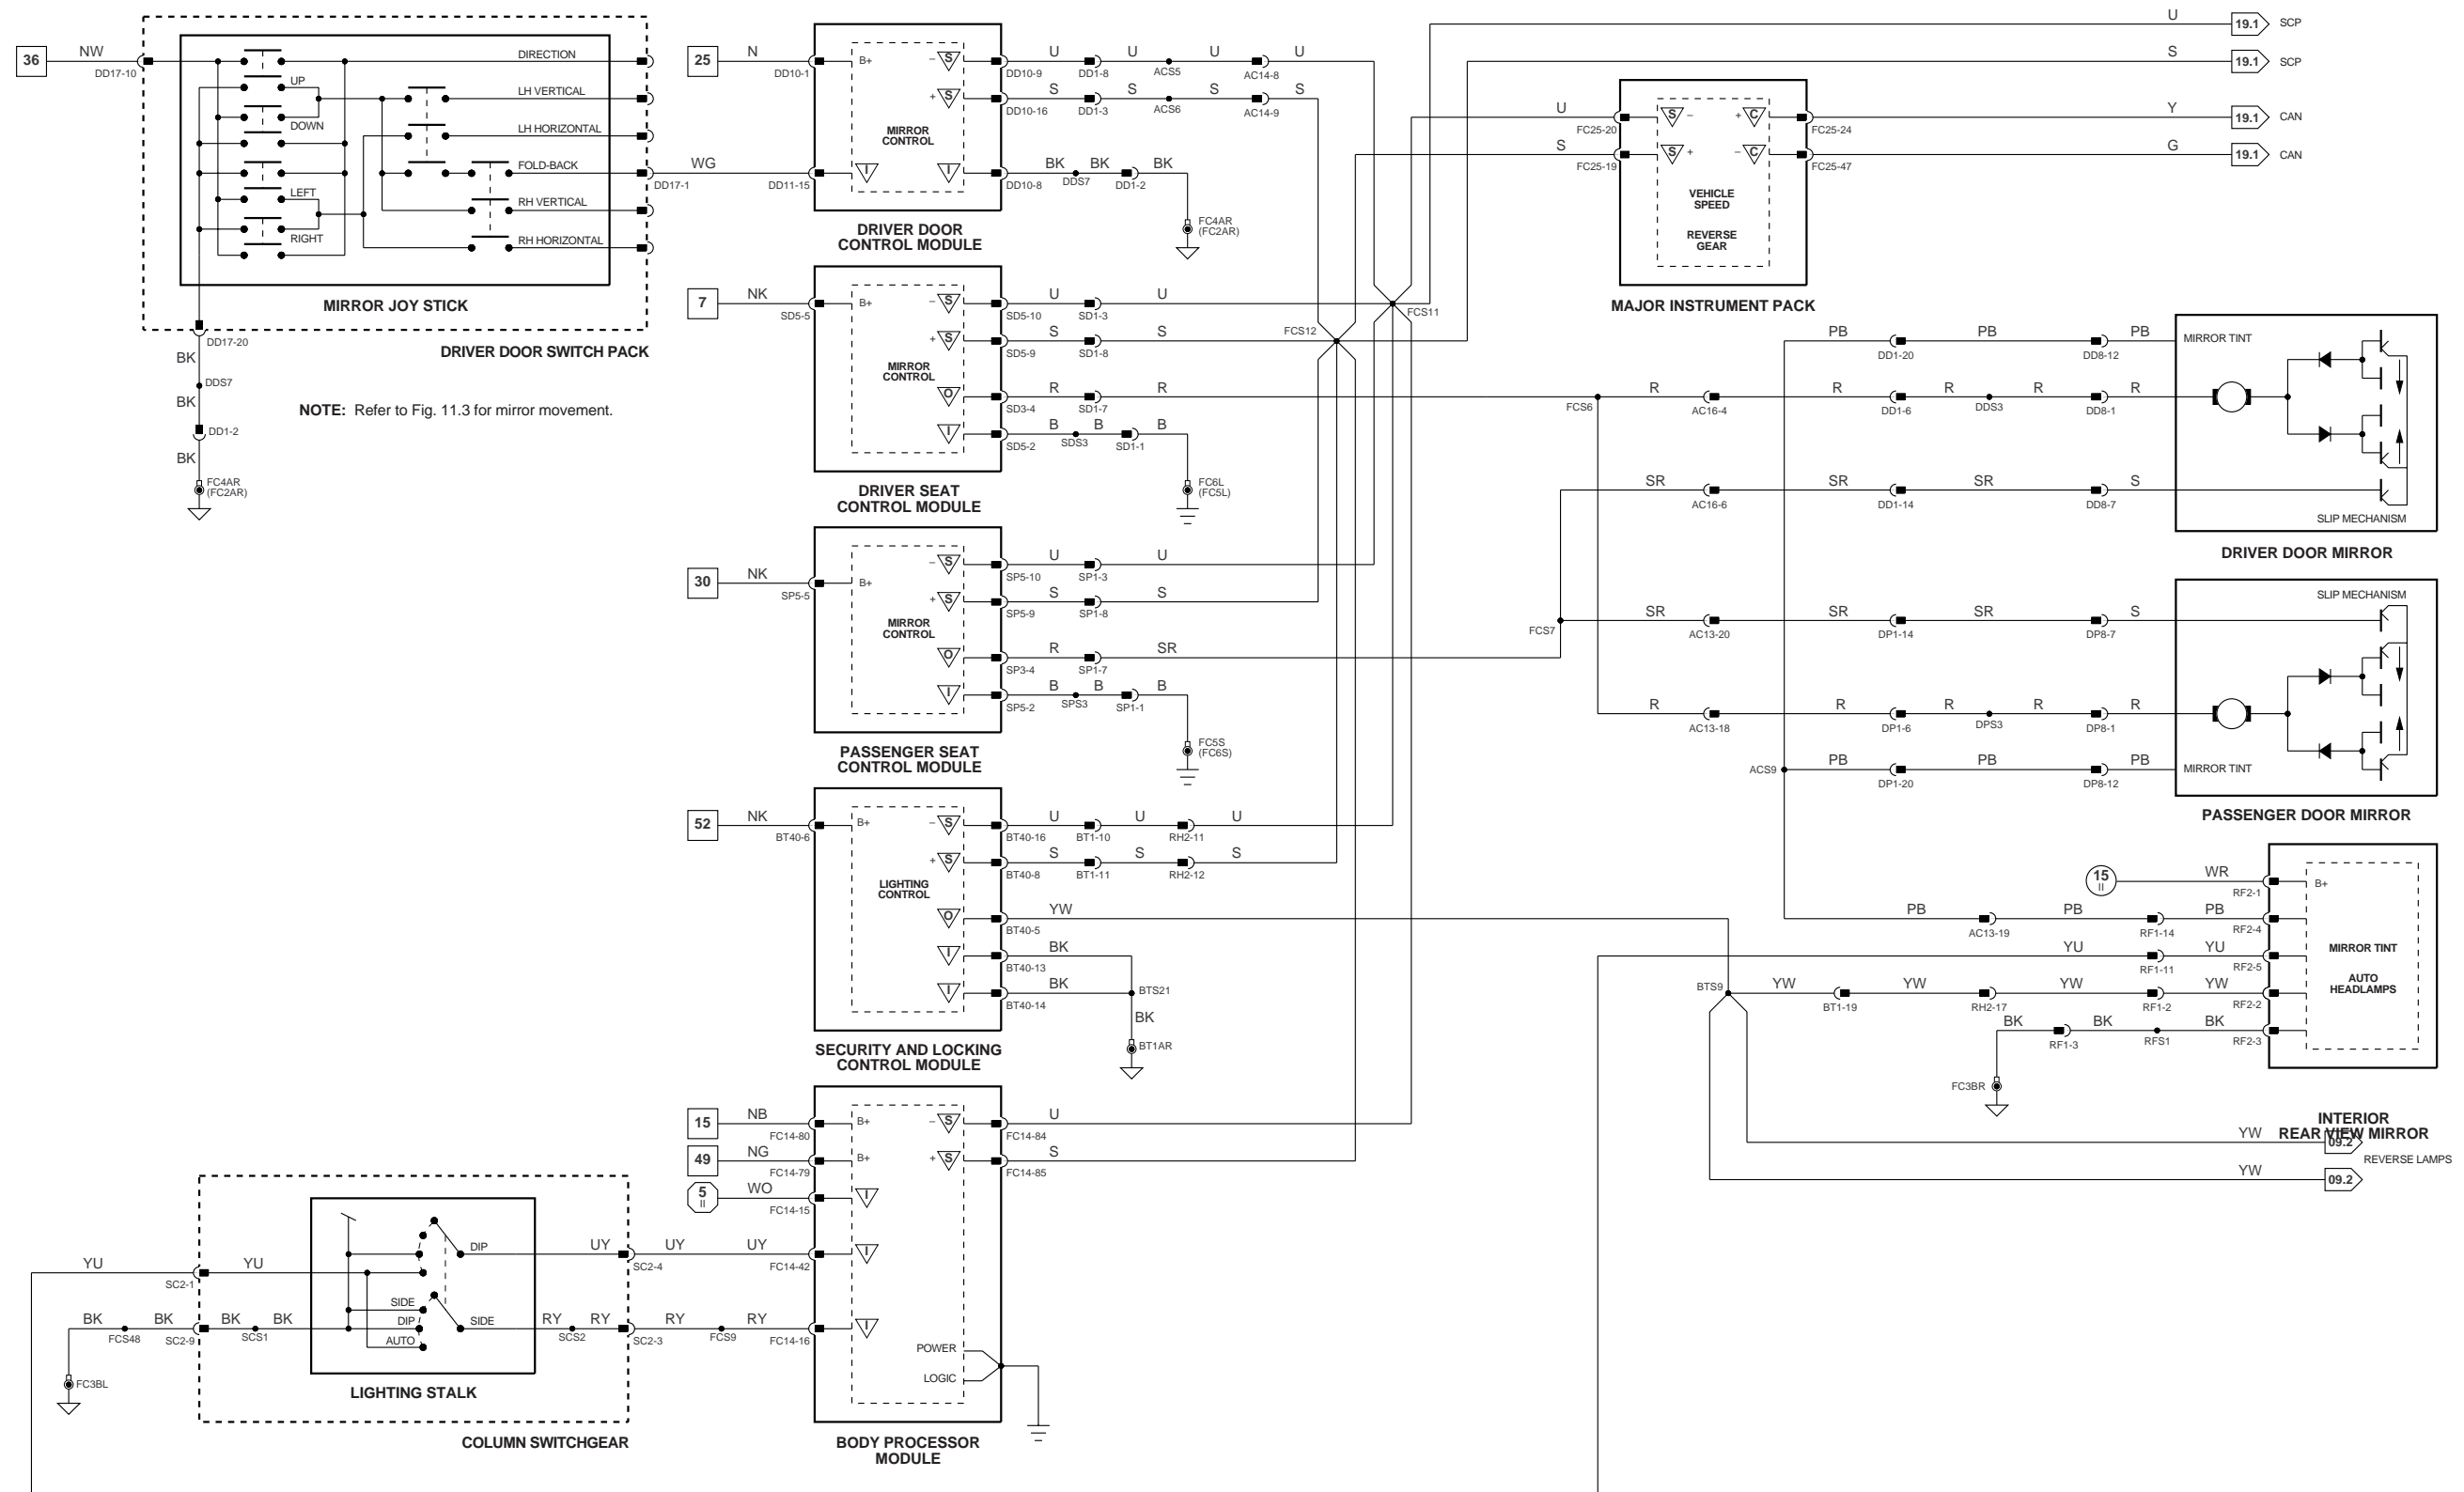 36
NW
DD17-10
DIRECTION
UP
LH VERTICAL
DOWN
LH HORIZONTAL
FOLD-BACK
LEFT
RH VERTICAL
RIGHT
RH HORIZONTAL
DD17-1
WG
DD11-15
MIRROR JOY STICK
DRIVER DOOR SWITCH PACK
DD17-20
BK
DDS7
BK
DD1-2
BK
FC4AR
(FC2AR)
NOTE: Refer to Fig. 11.3 for mirror movement.
25
N
DD10-1
B+
MIRROR
CONTROL
I
– S
+ S
I
DD10-9
U
DD1-8
U
ACS5
U
AC14-8
U
DD10-16
S
DD1-3
S
ACS6
S
AC14-9
S
DD10-8
BK
DDS7
BK
DD1-2
BK
FC4AR
(FC2AR)
DRIVER DOOR
CONTROL MODULE
7
NK
SD5-5
B+
MIRROR
CONTROL
– S
+ S
O
I
SD5-10
U
SD1-3
U
SD5-9
S
SD1-8
S
SD3-4
R
SD1-7
R
SD5-2
B
SDS3
B
SD1-1
B
FC6L
(FC5L)
DRIVER SEAT
CONTROL MODULE
30
NK
SP5-5
B+
MIRROR
CONTROL
– S
+ S
O
I
SP5-10
U
SP1-3
U
SP5-9
S
SP1-8
S
SP3-4
R
SP1-7
SR
SP5-2
B
SPS3
B
SP1-1
B
FC5S
(FC6S)
PASSENGER SEAT
CONTROL MODULE
52
NK
BT40-6
B+
LIGHTING
CONTROL
– S
+ S
O
I
I
BT40-16
U
BT1-10
U
RH2-11
U
BT40-8
S
BT1-11
S
RH2-12
S
BT40-5
YW
BT40-13
BK
BT40-14
BK
BTS21
BK
BT1AR
SECURITY AND LOCKING
CONTROL MODULE
15
NB
FC14-80
B+
49
NG
FC14-79
B+
5
II
WO
FC14-15
I
FC14-42
I
FC14-16
I
– S
+ S
FC14-84
U
FC14-85
S
POWER
LOGIC
BODY PROCESSOR
MODULE
YU
SC2-1
YU
BK
FCS48
BK
SC2-9
BK
SCS1
BK
FC3BL
DIP
SIDE
DIP
AUTO
SIDE
UY
SC2-4
UY
UY
RY
SCS2
RY
SC2-3
RY
FCS9
RY
LIGHTING STALK
COLUMN SWITCHGEAR
FCS11
FCS12
U
19.1
SCP
S
19.1
SCP
U
FC25-20
S –
S
FC25-19
S +
+ C
FC25-24
Y
19.1
CAN
– C
FC25-47
G
19.1
CAN
VEHICLE
SPEED
REVERSE
GEAR
MAJOR INSTRUMENT PACK
PB
DD1-20
PB
DD8-12
PB
MIRROR TINT
FCS6
R
AC16-4
R
DD1-6
R
DDS3
R
DD8-1
R
SR
AC16-6
SR
DD1-14
SR
DD8-7
S
SLIP MECHANISM
DRIVER DOOR MIRROR
SLIP MECHANISM
FCS7
SR
AC13-20
SR
DP1-14
SR
DP8-7
S
R
AC13-18
R
DP1-6
R
DPS3
R
DP8-1
R
ACS9
PB
DP1-20
PB
DP8-12
PB
MIRROR TINT
PASSENGER DOOR MIRROR
15
II
WR
RF2-1
B+
PB
AC13-19
PB
RF1-14
PB
RF2-4
YU
RF1-11
YU
RF2-5
BTS9
YW
BT1-19
YW
RH2-17
YW
RF1-2
YW
RF2-2
BK
RF1-3
BK
RFS1
BK
RF2-3
FC3BR
MIRROR TINT
AUTO
HEADLAMPS
INTERIOR
REAR VIEW MIRROR
YW
09.2
REVERSE LAMPS
YW
09.2